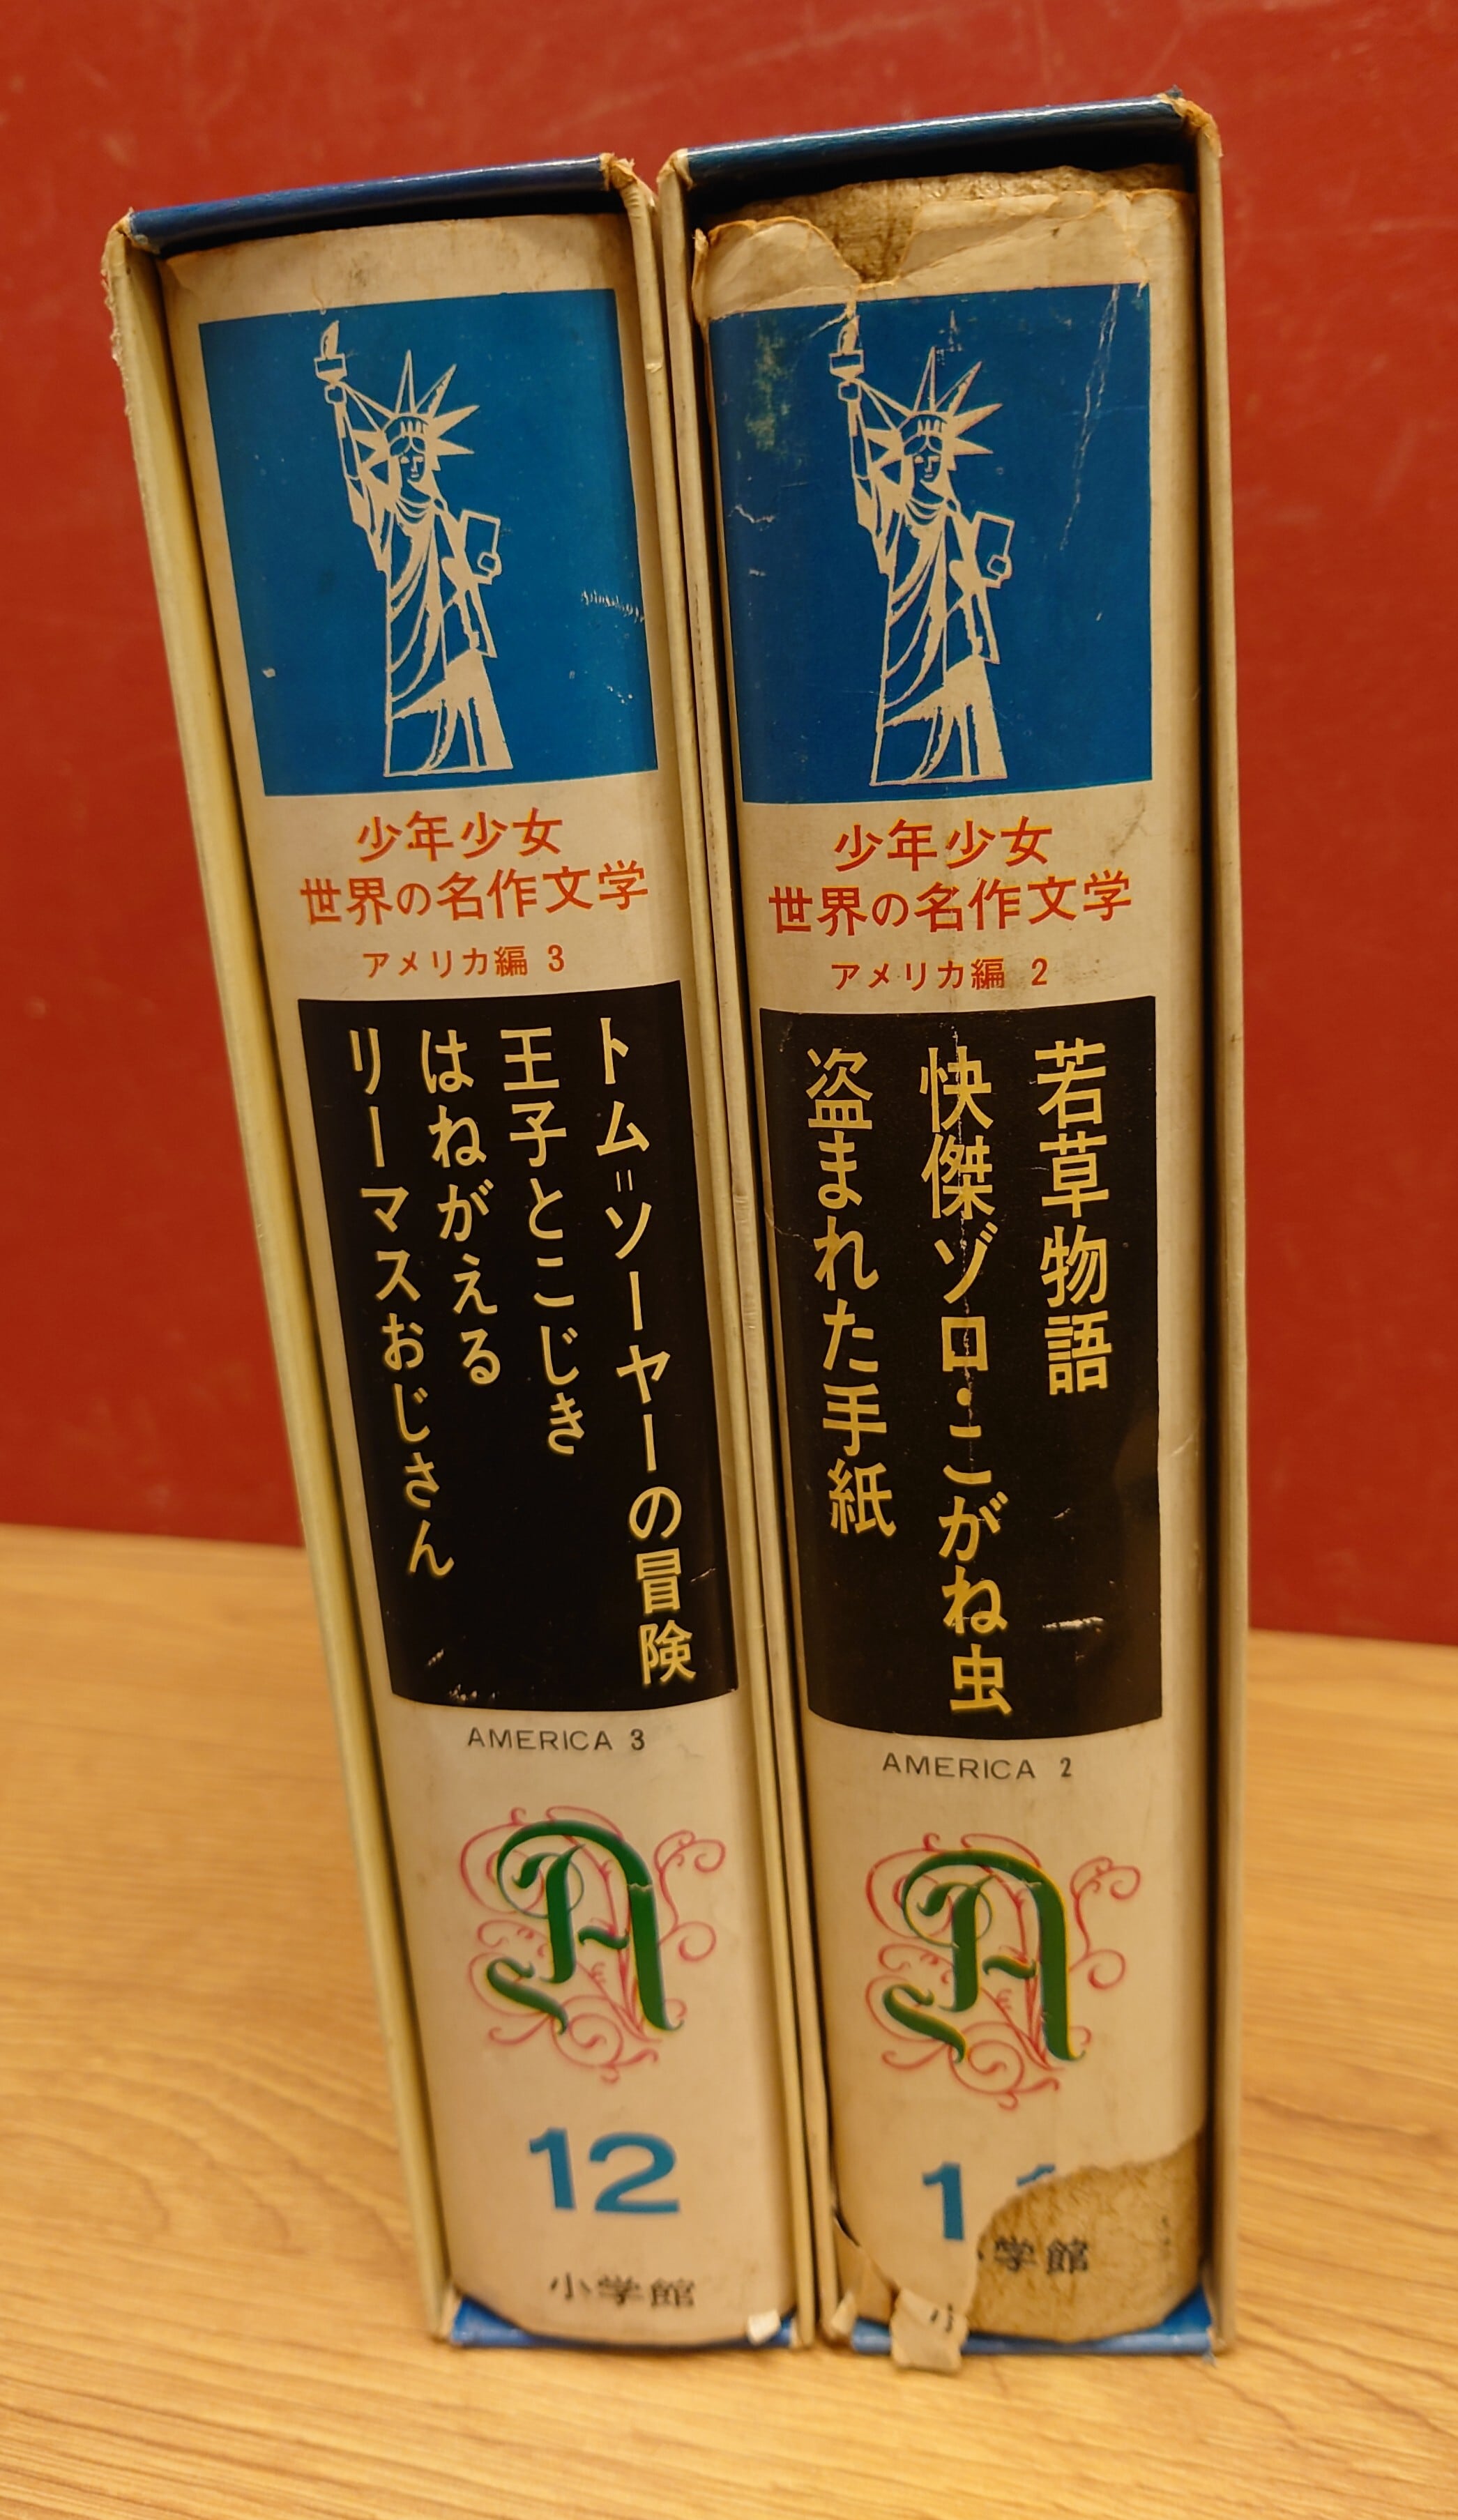 少年少女
世界の名作文学
アメリカ編 3
トム=ソーヤーの冒険
王子とこじき
はねがえる
リーマスおじさん
AMERICA 3
A
12
小学館
少年少女
世界の名作文学
アメリカ編 2
若草物語
快傑ゾロ・こがね虫
盗まれた手紙
AMERICA 2
A
1
学館
小